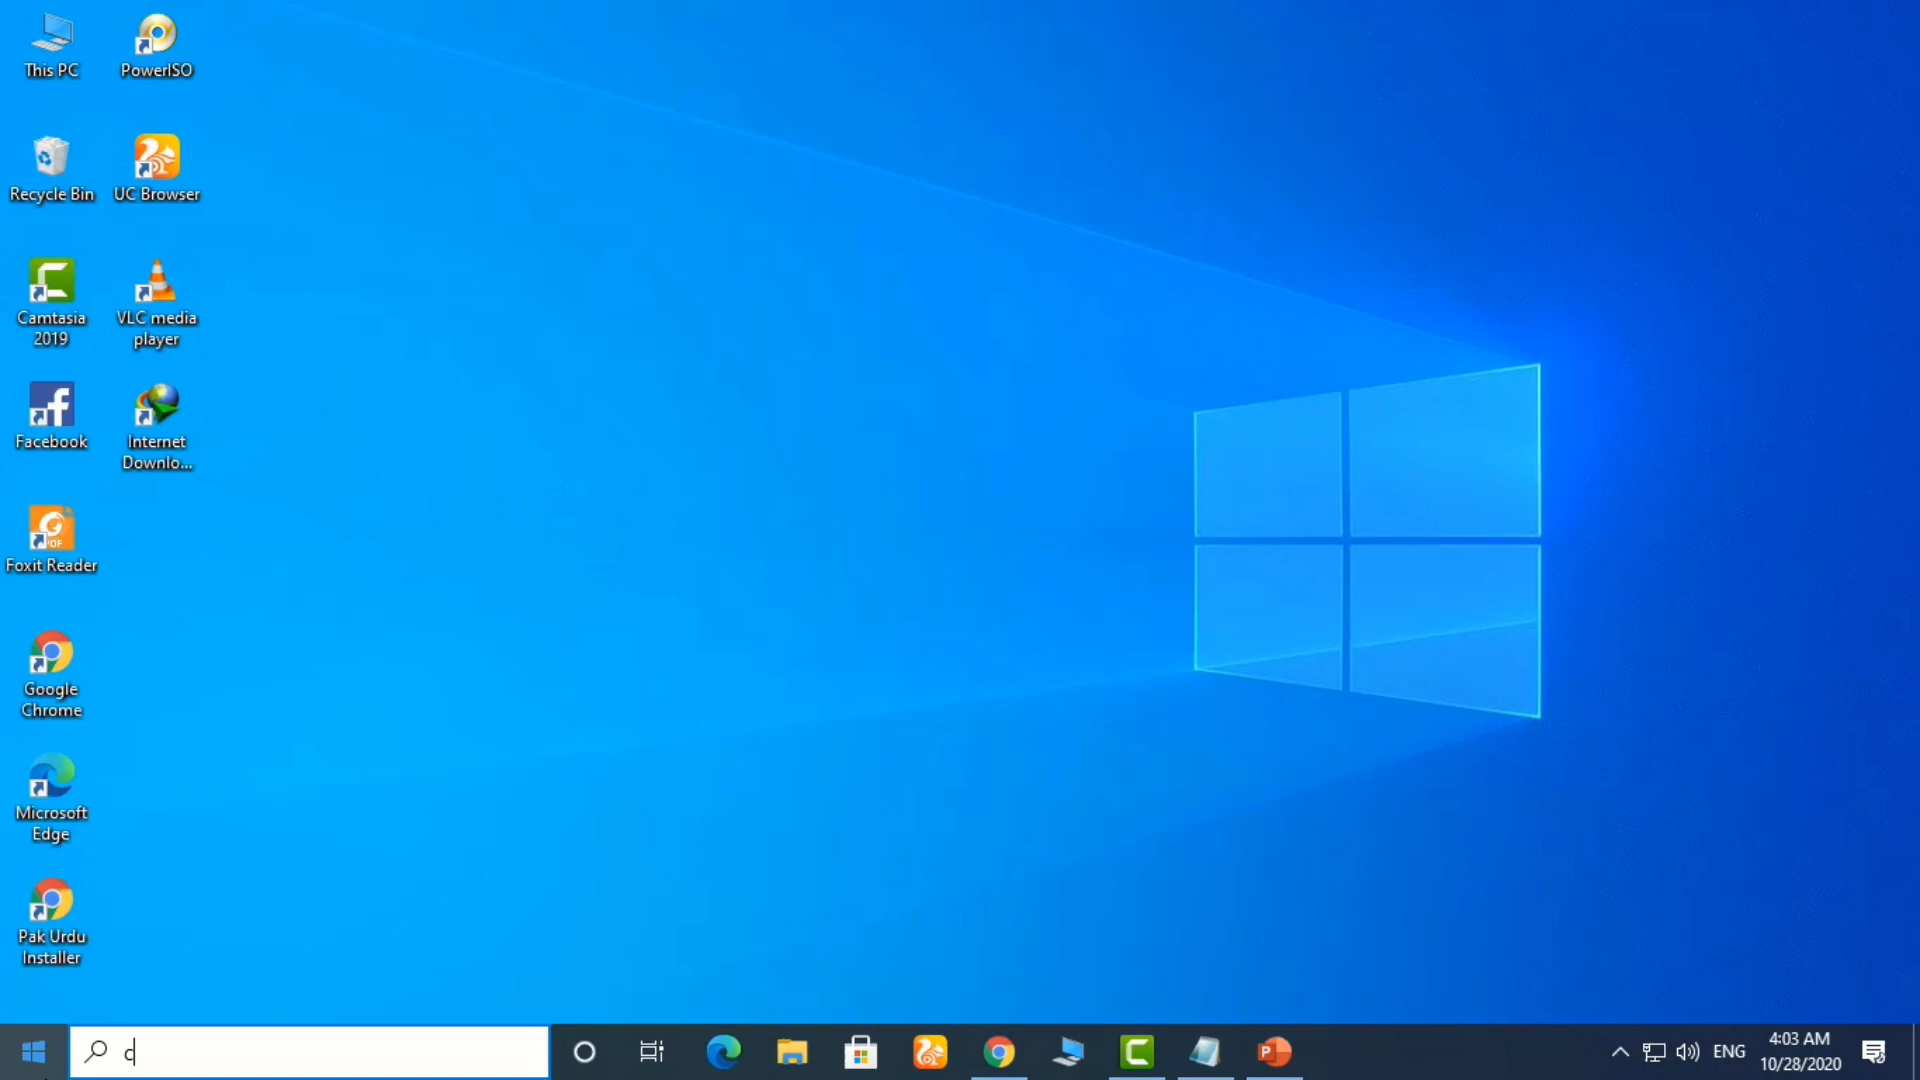 This PC
PowerISO
Recycle Bin
UC Browser
Camtasia
2019
VLC media
player
Facebook
Internet
Downlo...
PDF
Foxit Reader
Google
Chrome
Microsoft
Edge
Pak Urdu
Installer
c
ENG
4:03 AM
10/28/2020